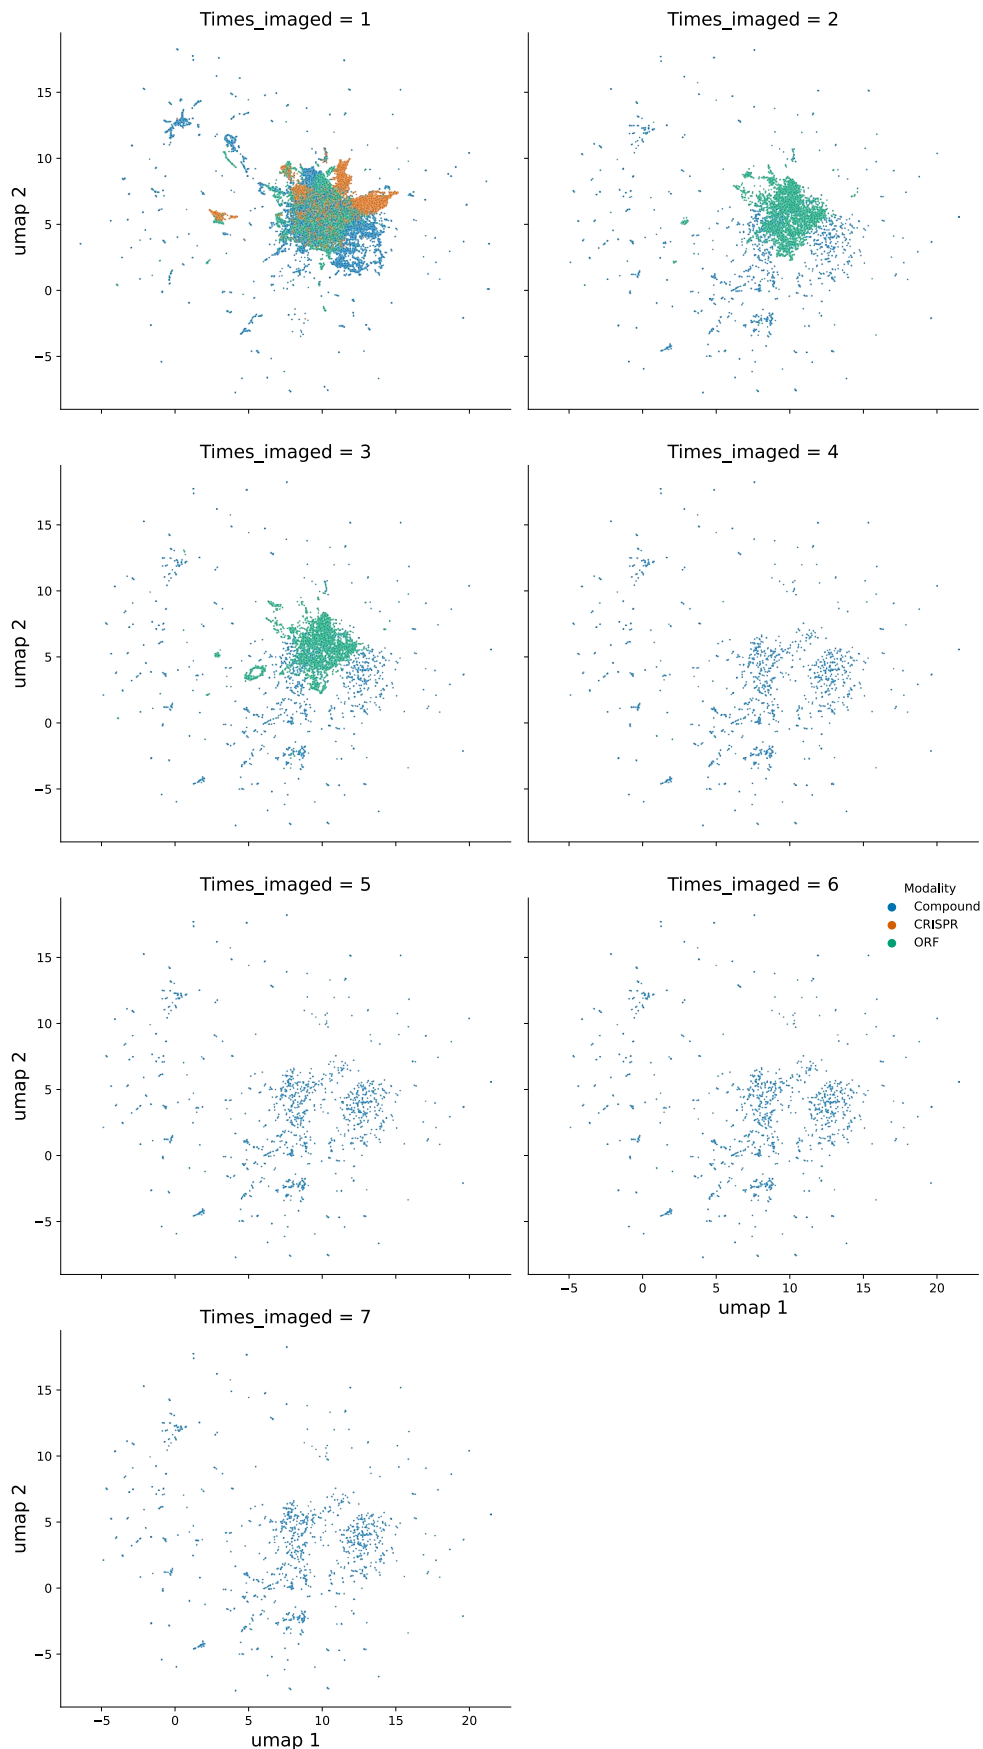 Times_imaged = 1
Times_imaged = 2
15
10
5
0
−5
umap 2
Times_imaged = 3
Times_imaged = 4
15
10
5
0
−5
umap 2
Times_imaged = 5
Times_imaged = 6
Modality
Compound
CRISPR
ORF
15
10
5
0
−5
umap 2
−5 0 5 10 15 20
umap 1
Times_imaged = 7
15
10
5
0
−5
umap 2
−5 0 5 10 15 20
umap 1